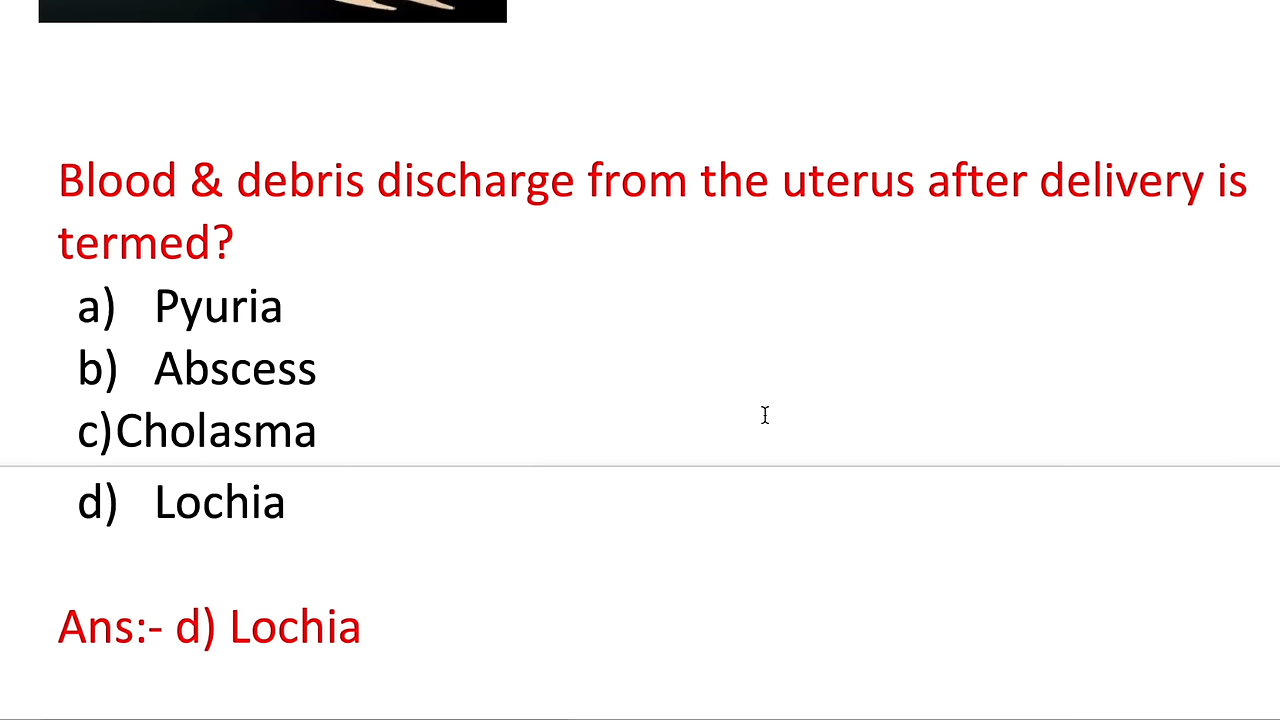 Blood & debris discharge from the uterus after delivery is
termed?
a) Pyuria
b) Abscess
c)Cholasma
d) Lochia
Ans:- d) Lochia